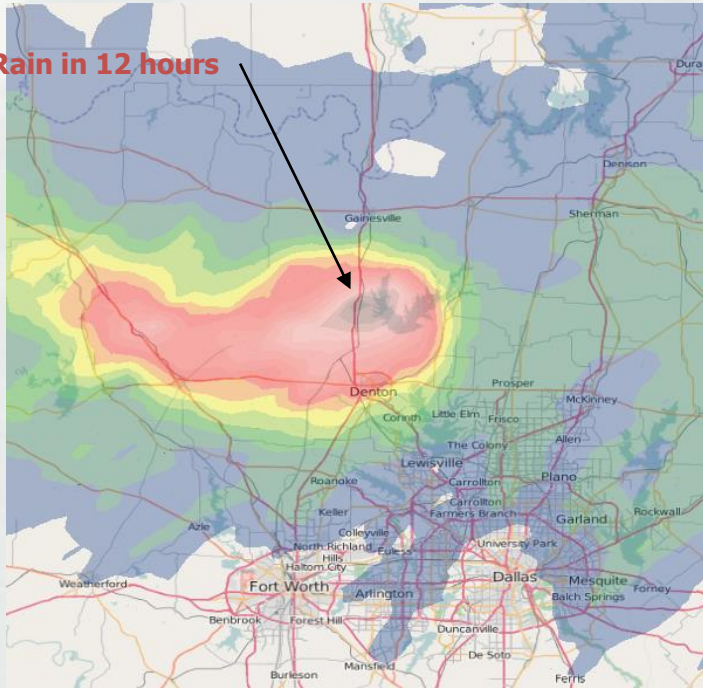 Rain in 12 hours
Dura
Denison
Sherman
Gainesville
Denton
Prosper
McKinney
Corinth
Little Elm
Frisco
The Colony
Allen
Lewisville
Plano
Roanoke
Carrollton
Carrollton
Keller
Farmers Branch
Garland
Rockwall
Azle
Colleyville
North Richland
Hills
Euless
University Park
Haltom City
Weatherford
Fort Worth
Dallas
Mesquite
Arlington
Balch Springs
Forney
Benbrook
Forest Hill
Duncanville
Mansfield
De Soto
Burleson
Ferris